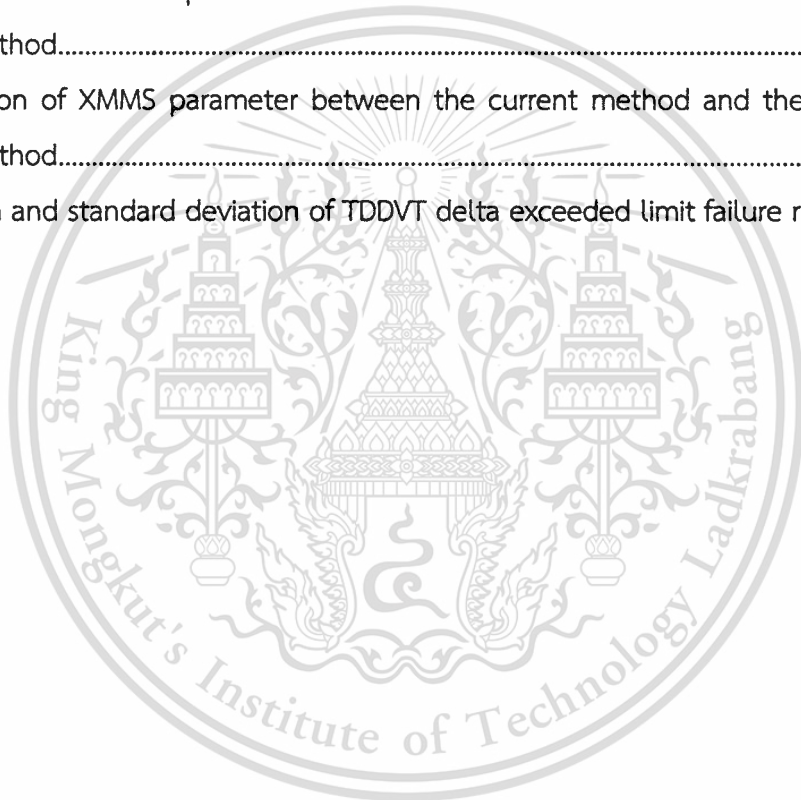 thod....................................................................................................
on of XMMS parameter between the current method and the
thod....................................................................................................
and standard deviation of TDDVT delta exceeded limit failure r
King Mongkut's Institute of Technology Ladkrabang